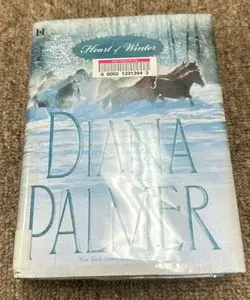 Heart of Winter
0 0002 1331394 3
DIANA
PALMER
New York Times